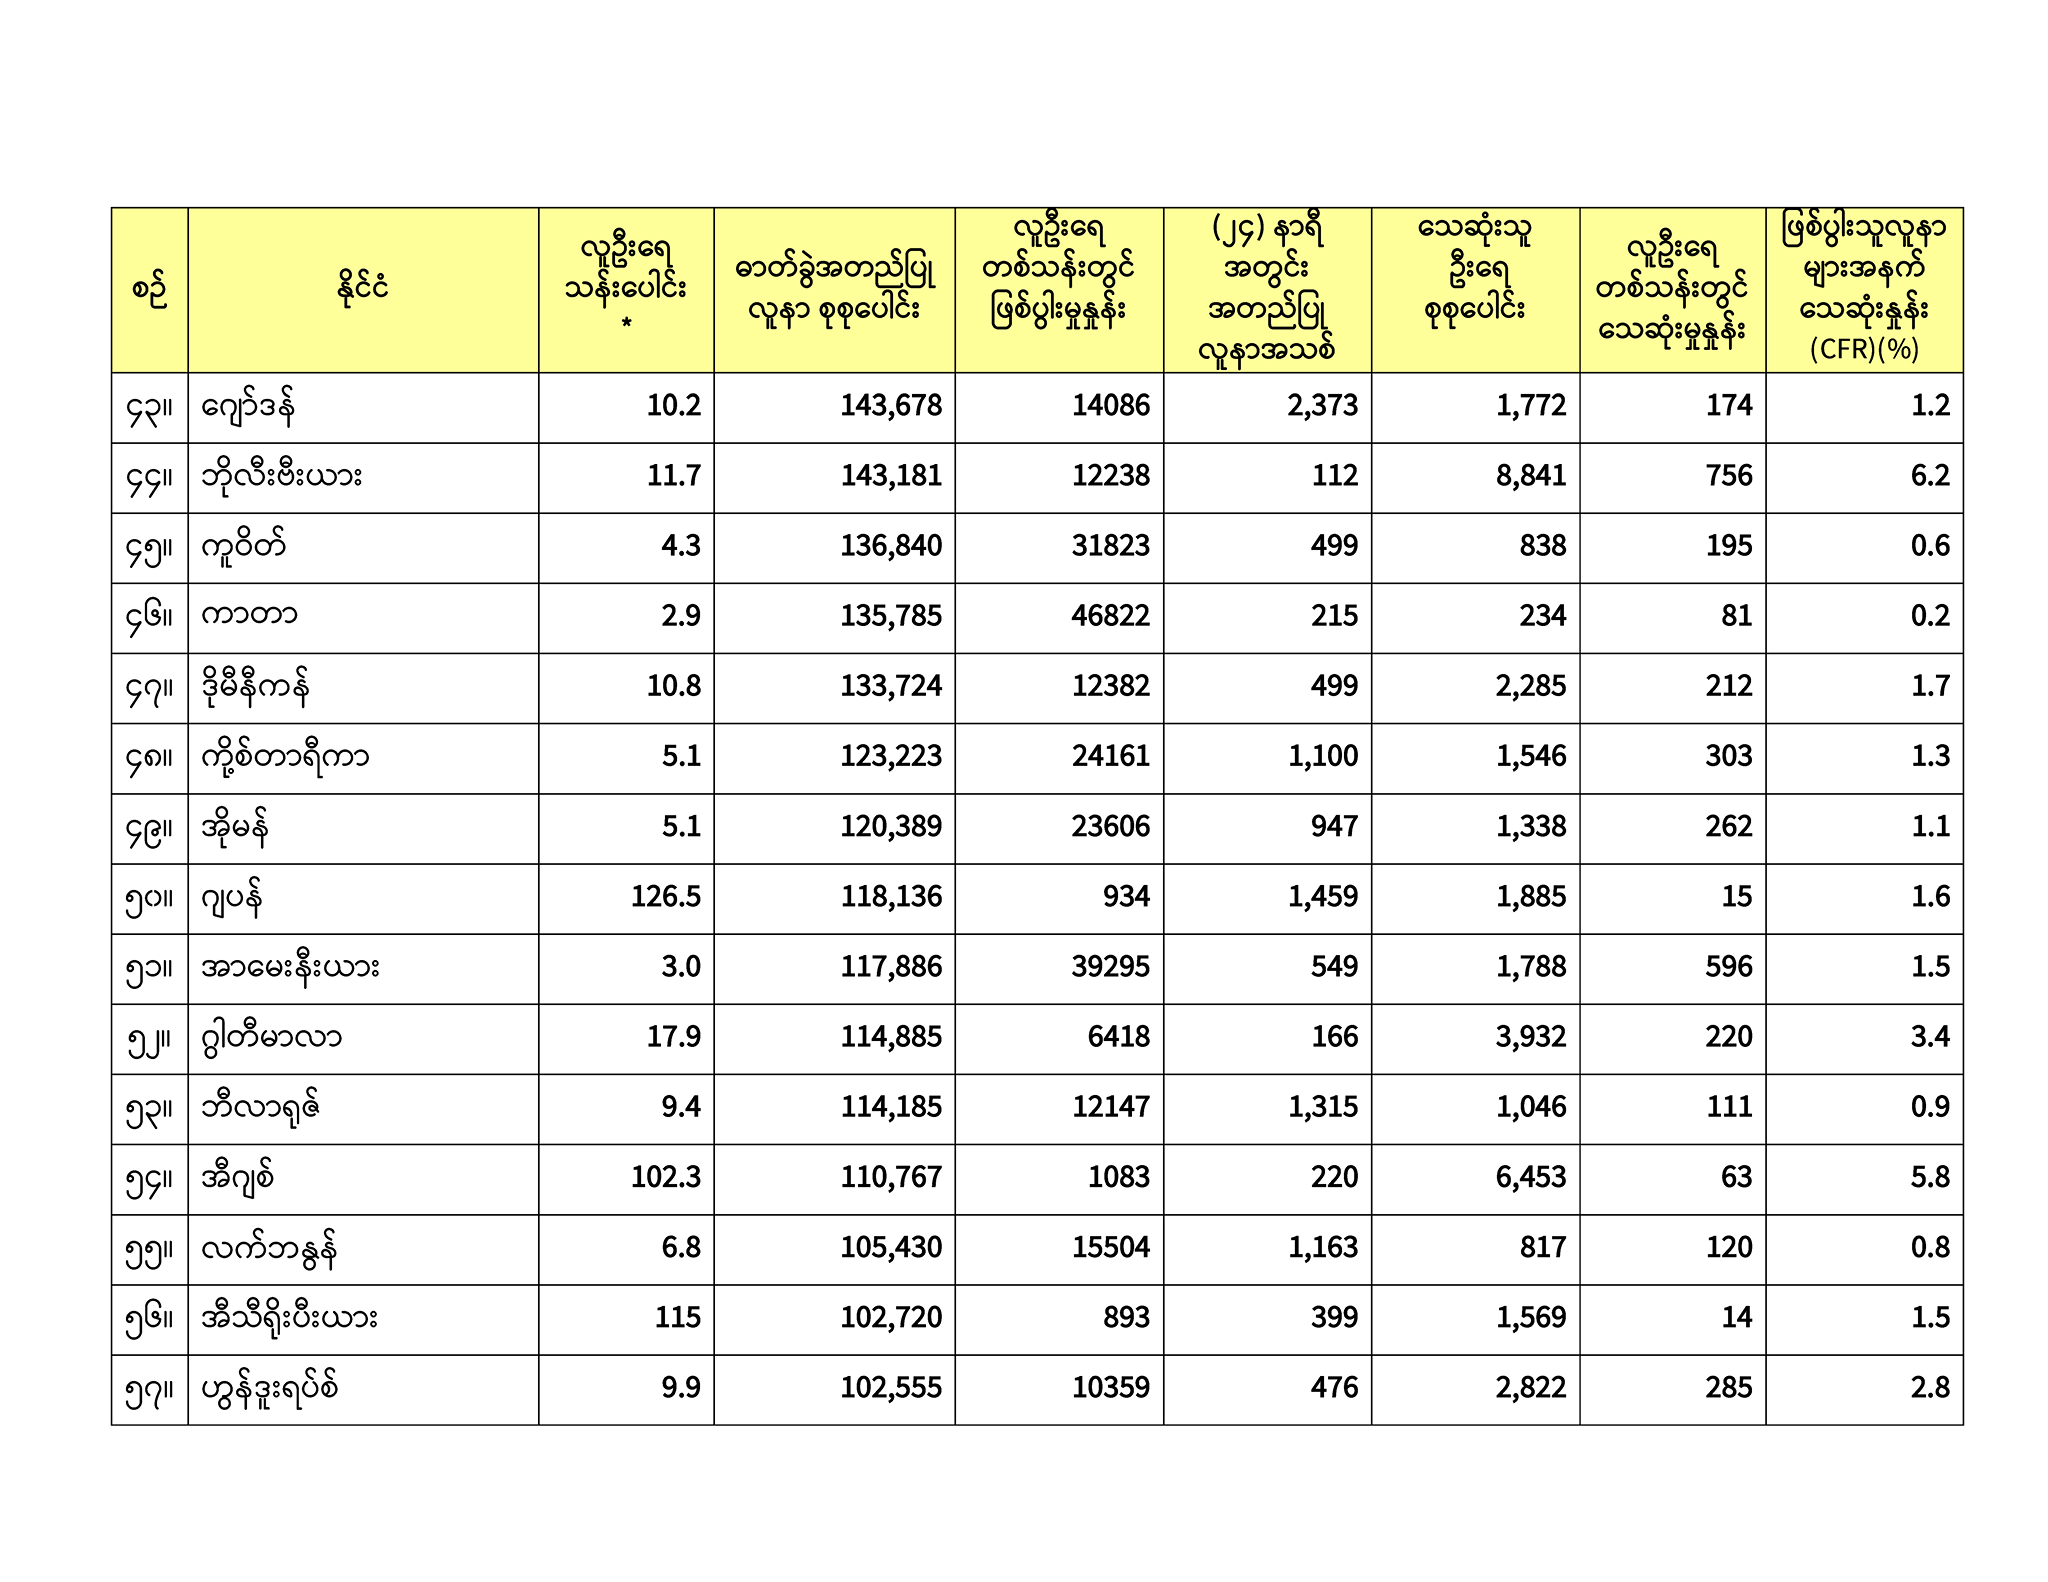 စဉ် နိုင်ငံ လူဦးရေ သန်းပေါင်း * ဓာတ်ခွဲအတည်ပြု လူနာ စုစုပေါင်း လူဦးရေ တစ်သန်းတွင် ဖြစ်ပွါးမှုနှုန်း (၂၄) နာရီ အတွင်း အတည်ပြု လူနာအသစ် သေဆုံးသူ ဦးရေ စုစုပေါင်း လူဦးရေ တစ်သန်းတွင် သေဆုံးမှုနှုန်း ဖြစ်ပွါးသူလူနာ များအနက် သေဆုံးနှုန်း (CFR)(%)
၄၃။ ဂျော်ဒန် 10.2 143,678 14086 2,373 1,772 174 1.2
၄၄။ ဘိုလီးဗီးယား 11.7 143,181 12238 112 8,841 756 6.2
၄၅။ ကူဝိတ် 4.3 136,840 31823 499 838 195 0.6
၄၆။ ကာတာ 2.9 135,785 46822 215 234 81 0.2
၄၇။ ဒိုမီနီကန် 10.8 133,724 12382 499 2,285 212 1.7
၄၈။ ကို့စ်တာရီကာ 5.1 123,223 24161 1,100 1,546 303 1.3
၄၉။ အိုမန် 5.1 120,389 23606 947 1,338 262 1.1
၅၀။ ဂျပန် 126.5 118,136 934 1,459 1,885 15 1.6
၅၁။ အာမေးနီးယား 3.0 117,886 39295 549 1,788 596 1.5
၅၂။ ဂွါတီမာလာ 17.9 114,885 6418 166 3,932 220 3.4
၅၃။ ဘီလာရုဇ် 9.4 114,185 12147 1,315 1,046 111 0.9
၅၄။ အီဂျစ် 102.3 110,767 1083 220 6,453 63 5.8
၅၅။ လက်ဘနွန် 6.8 105,430 15504 1,163 817 120 0.8
၅၆။ အီသီရိုးပီးယား 115 102,720 893 399 1,569 14 1.5
၅၇။ ဟွန်ဒူးရပ်စ် 9.9 102,555 10359 476 2,822 285 2.8